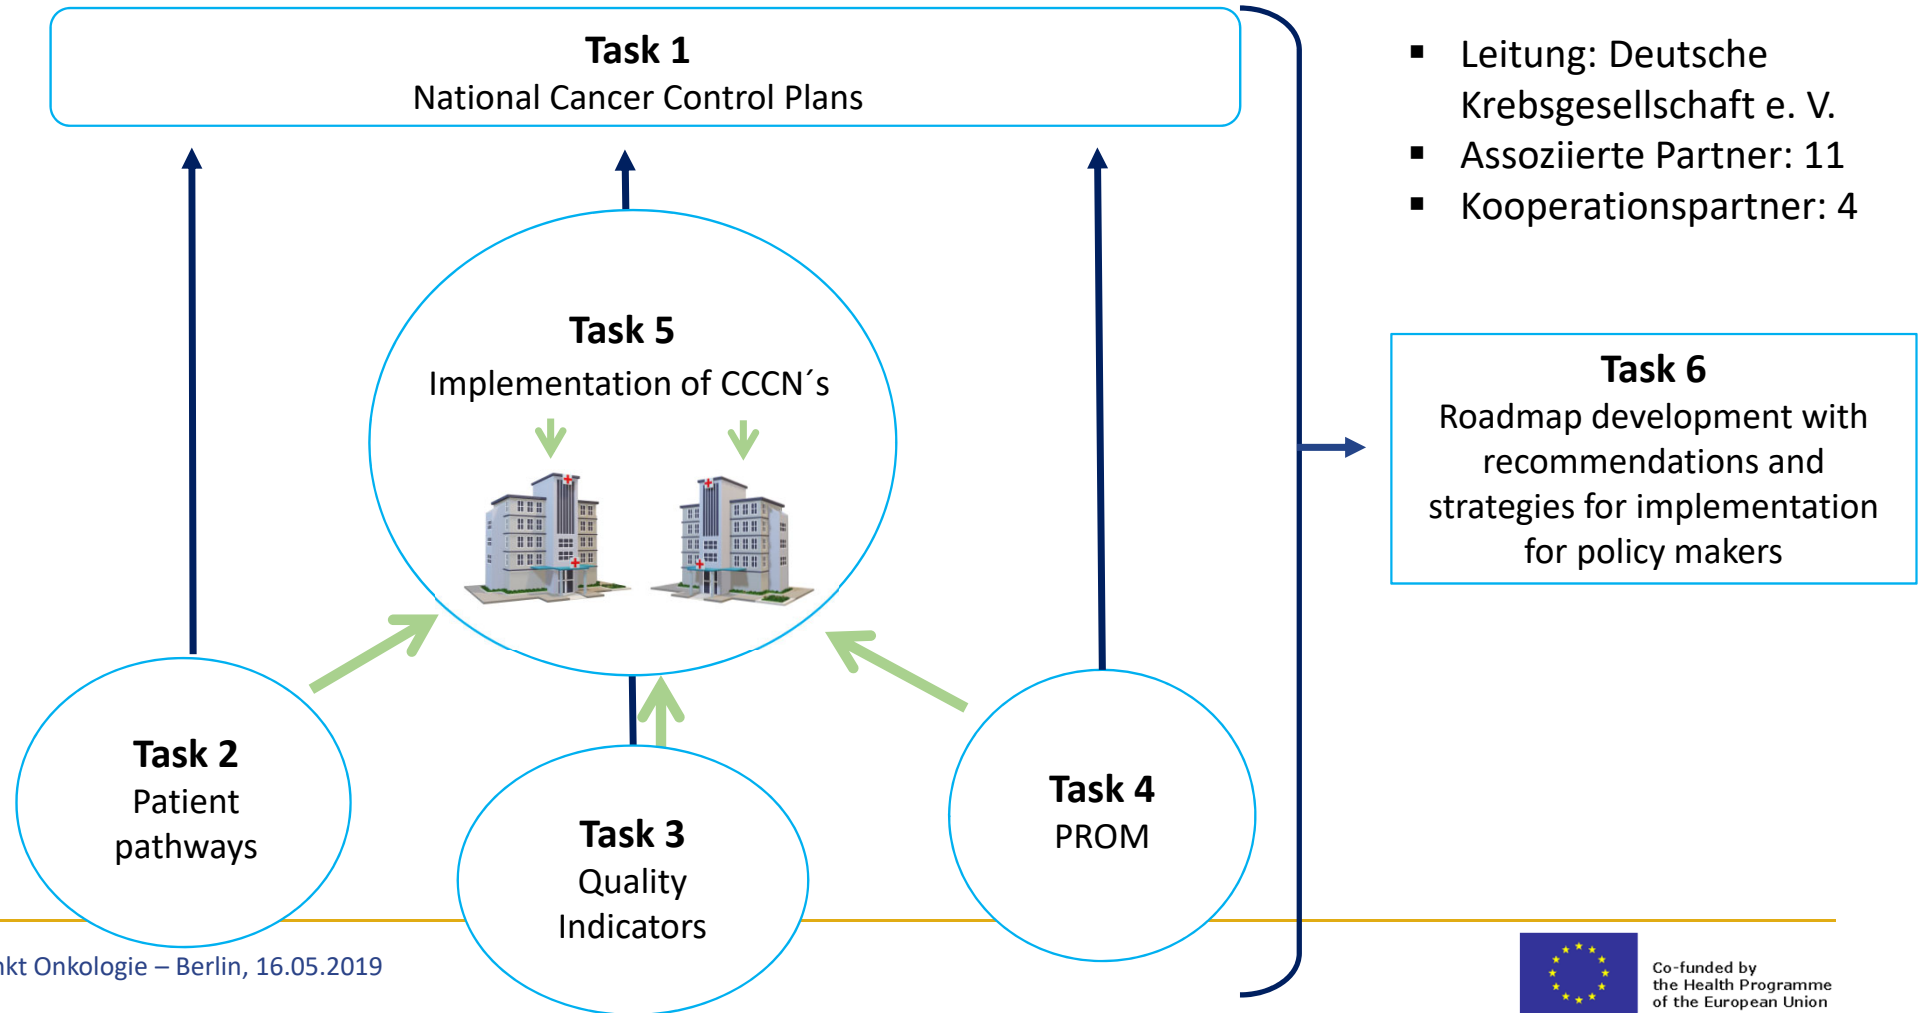 Task 1
National Cancer Control Plans
▪ Leitung: Deutsche
Krebsgesellschaft e. V.
▪ Assoziierte Partner: 11
▪ Kooperationspartner: 4
Task 5
Implementation of CCCN´s
Task 6
Roadmap development with
recommendations and
strategies for implementation
for policy makers
Task 2
Patient
pathways
Task 3
Quality
Indicators
Task 4
PROM
Onkologie – Berlin, 16.05.2019
Co-funded by
the Health Programme
of the European Union